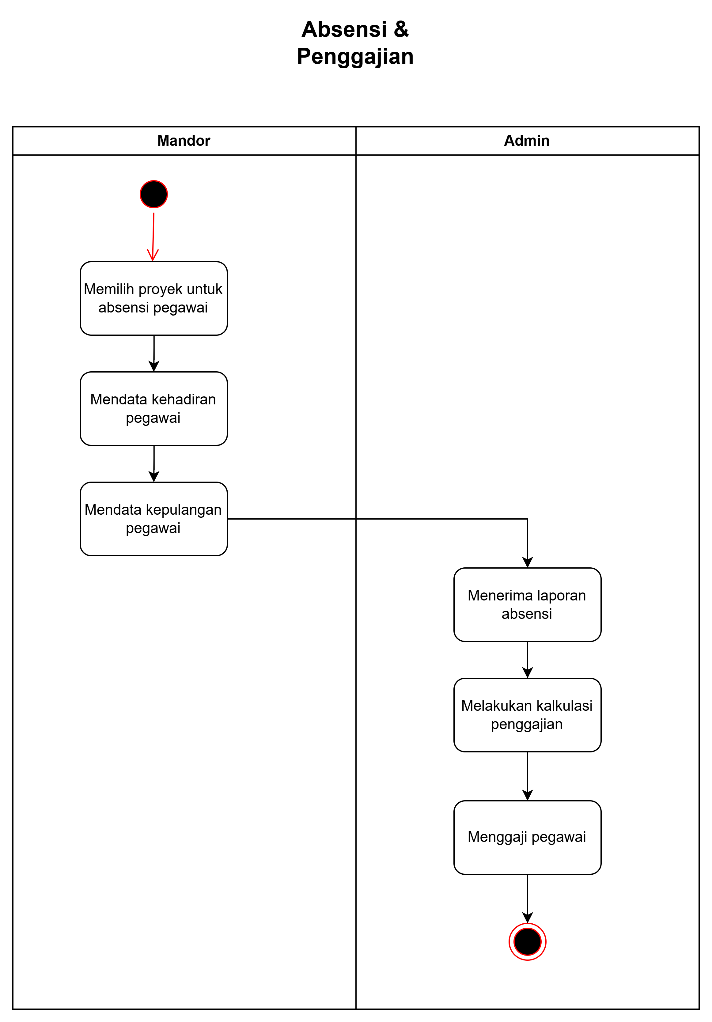 Absensi &
Penggajian
Mandor
Admin
Memilih proyek untuk
absensi pegawai
Mendata kehadiran
pegawai
Mendata kepulangan
pegawai
Menerima laporan
absensi
Melakukan kalkulasi
penggajian
Menggaji pegawai